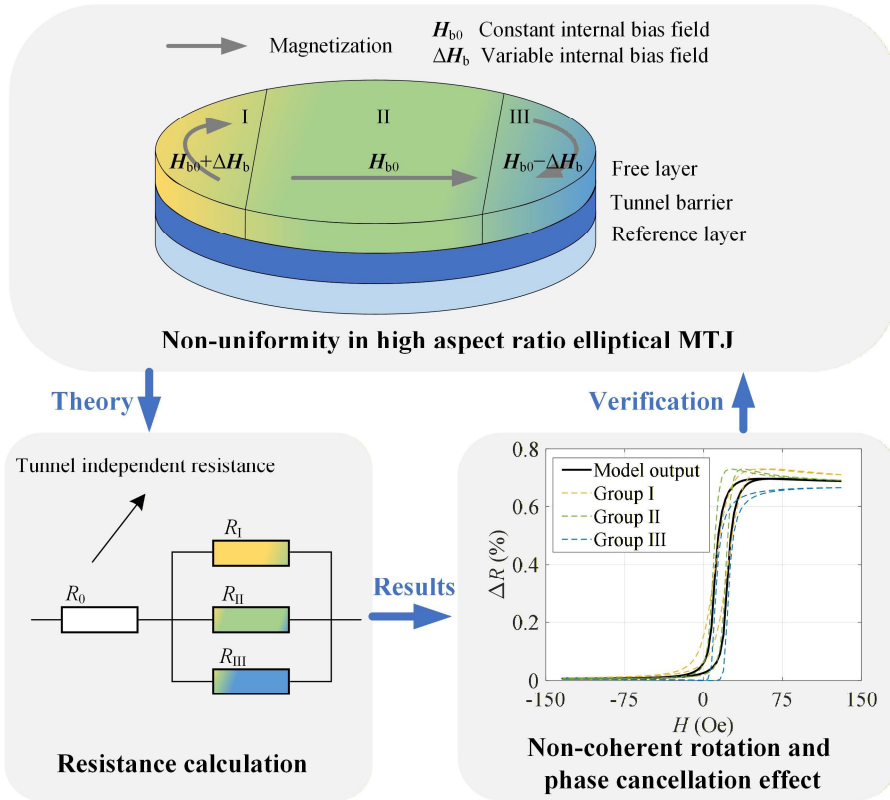 H_b0 Constant internal bias field
Magnetization
ΔH_b Variable internal bias field
I
II
III
H_b0+ΔH_b
H_b0
H_b0−ΔH_b
Free layer
Tunnel barrier
Reference layer
Non-uniformity in high aspect ratio elliptical MTJ
Theory
Verification
Tunnel independent resistance
R_0
R_I
R_II
R_III
Resistance calculation
Results
0.8
0.6
0.4
0.2
0
ΔR (%)
Model output
Group I
Group II
Group III
-150
-75
0
75
150
H (Oe)
Non-coherent rotation and
phase cancellation effect